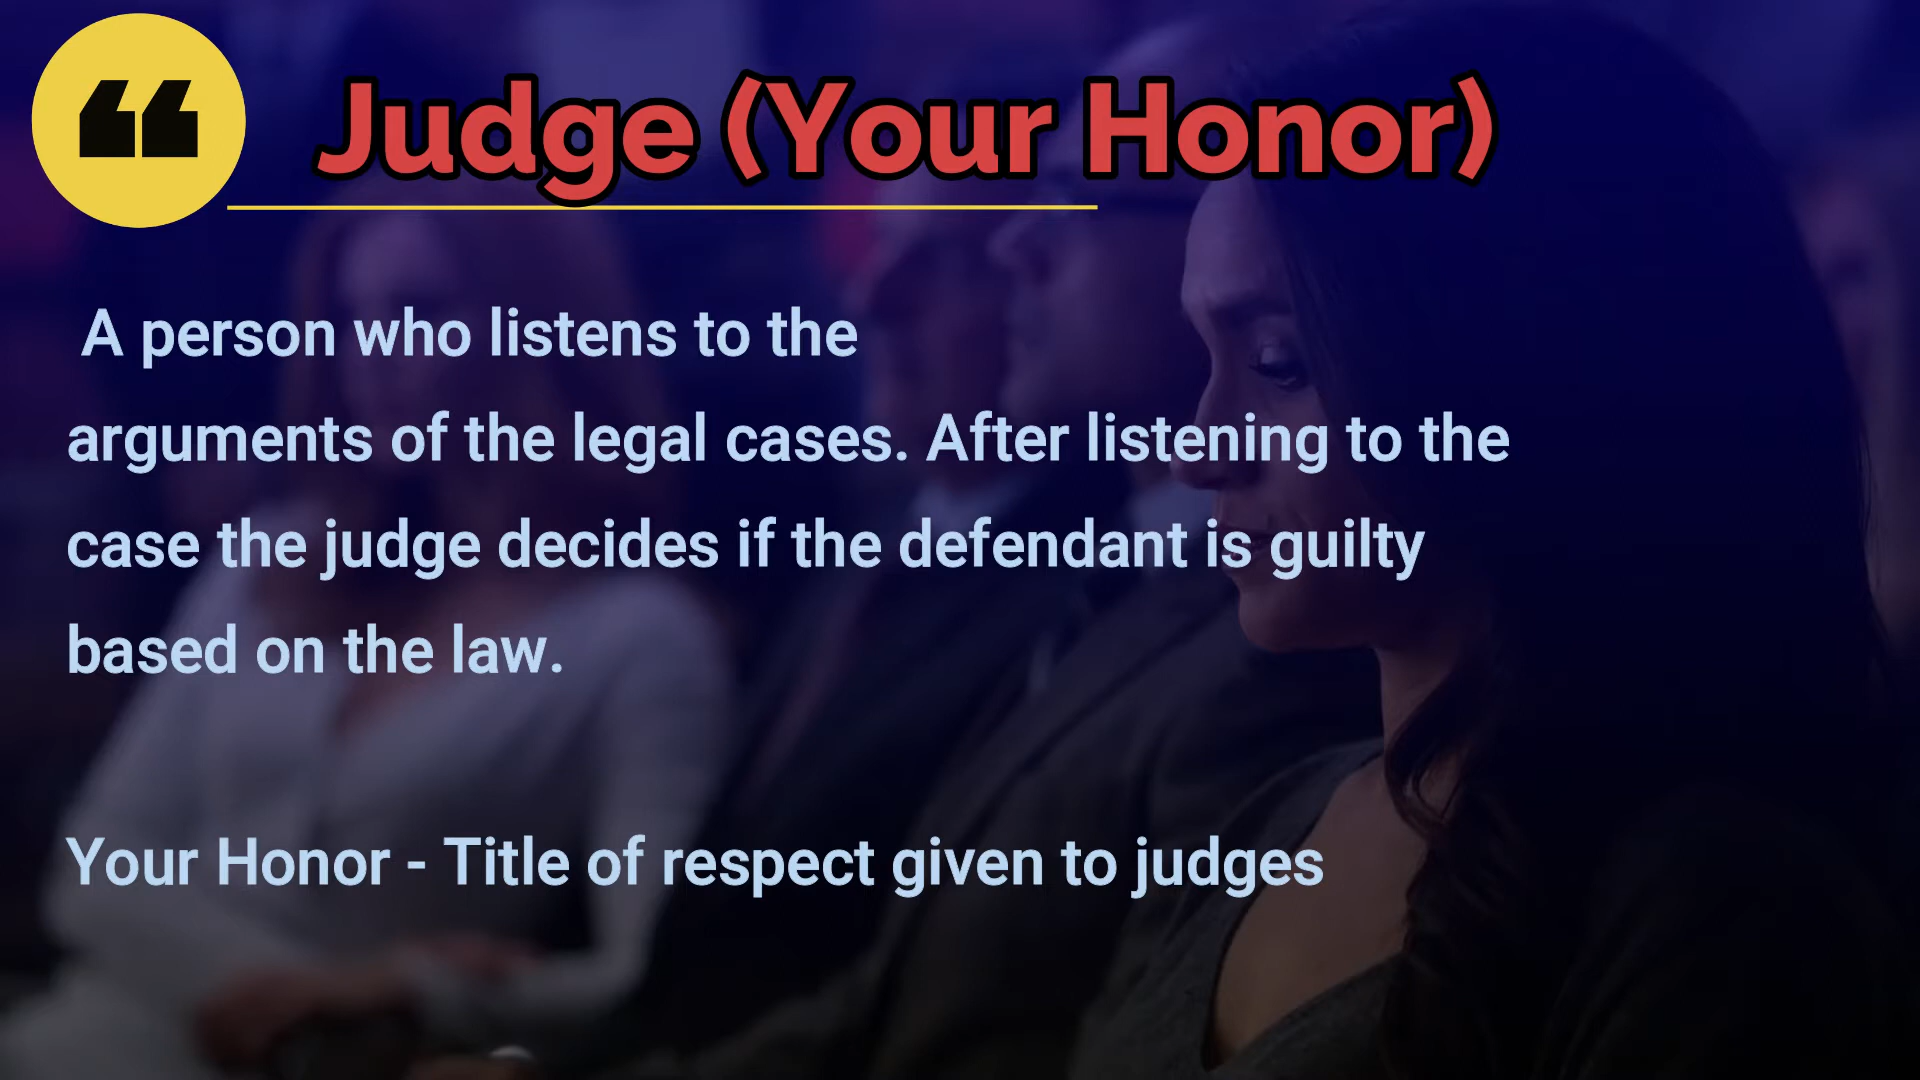 Judge (Your Honor)
A person who listens to the
arguments of the legal cases. After listening to the
case the judge decides if the defendant is guilty
based on the law.
Your Honor - Title of respect given to judges